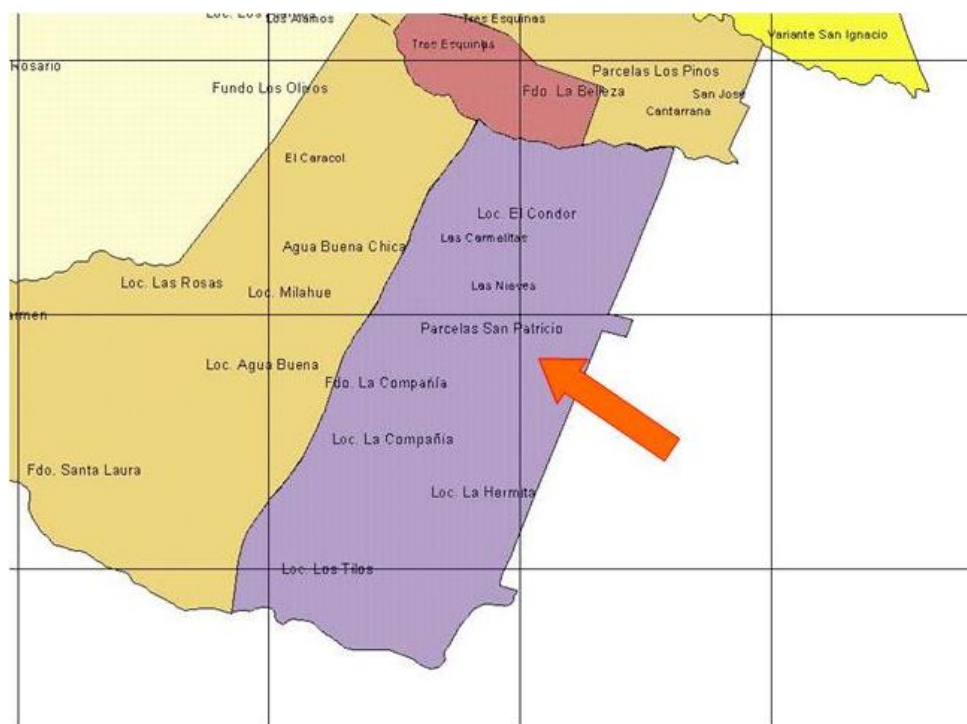 Los Alamos
Tres Esquinas
Variante San Ignacio
Tres Esquinas
Rosario
Parcelas Los Pinos
Fundo Los Olivos
Fdo. La Belleza
San José
Cantarrana
El Caracol
Loc. El Condor
Las Carmelitas
Agua Buena Chica
Loc. Las Rosas
Loc. Milahue
Las Nieves
armen
Parcelas San Patricio
Loc. Agua Buena
Fdo. La Compañía
Loc. La Compañia
Fdo. Santa Laura
Loc. La Hermita
Loc. Los Tilos